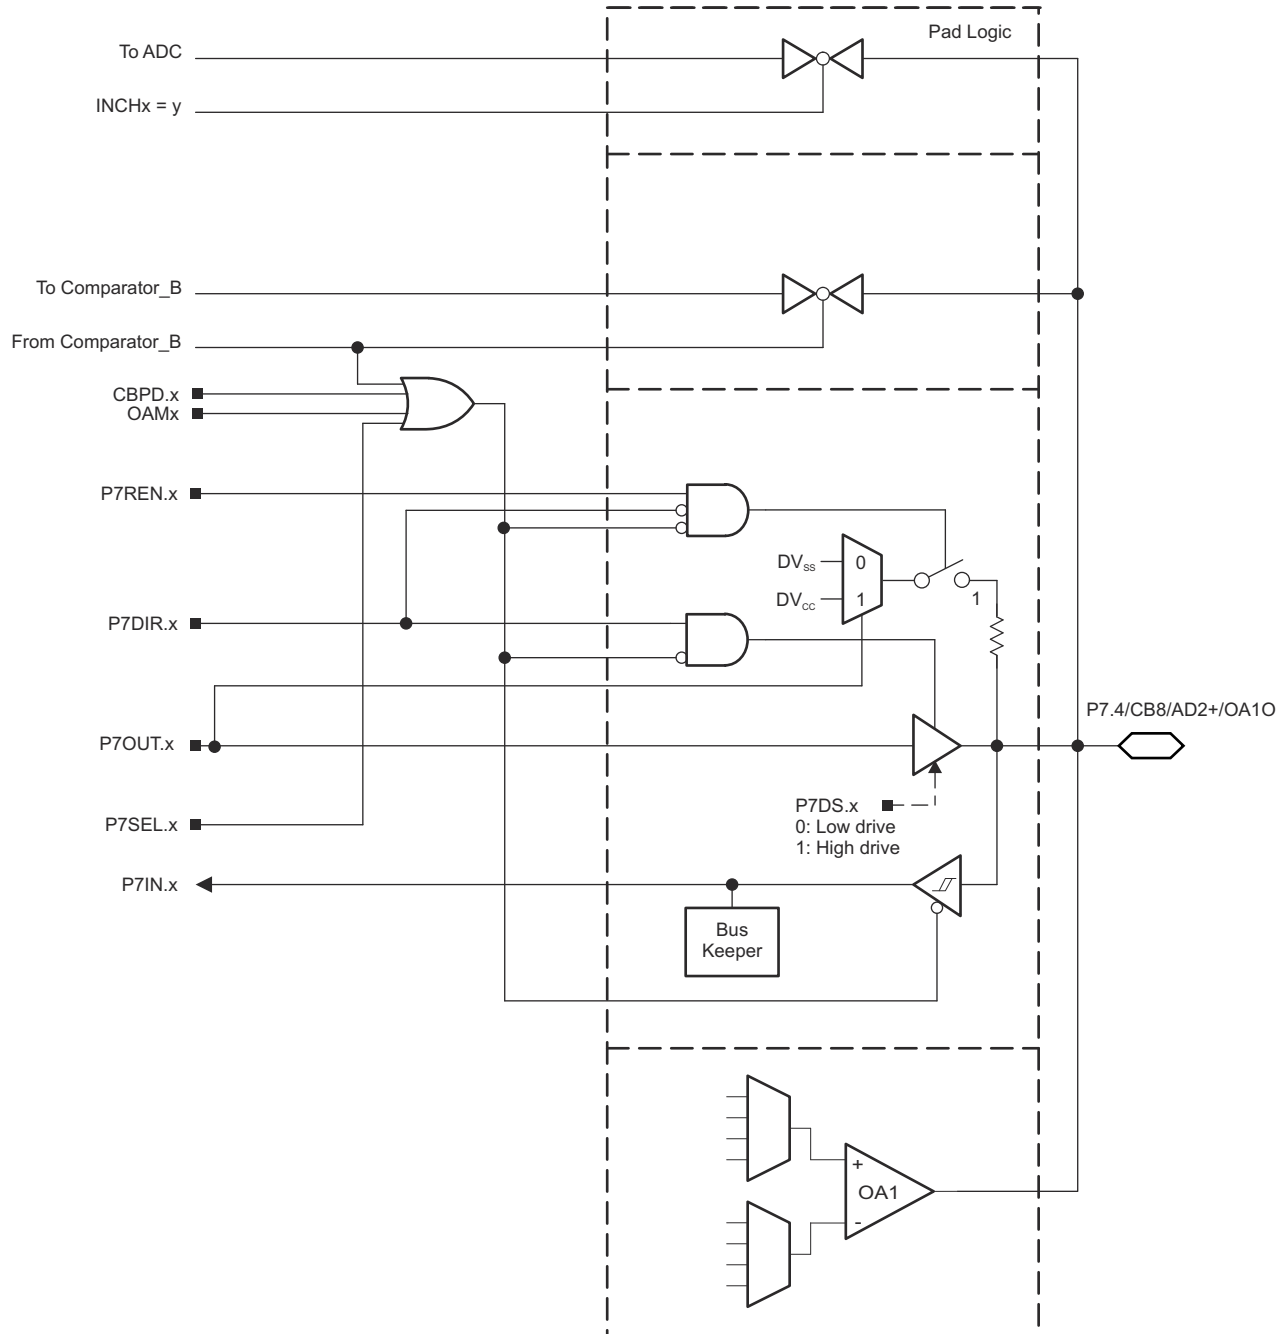 Pad Logic
To ADC
INCHx = y
To Comparator_B
From Comparator_B
CBPD.x
OAMx
P7REN.x
DVSS
0
DVCC
1
1
P7DIR.x
P7.4/CB8/AD2+/OA1O
P7OUT.x
P7DS.x
0: Low drive
1: High drive
P7SEL.x
P7IN.x
Bus
Keeper
+
OA1
-